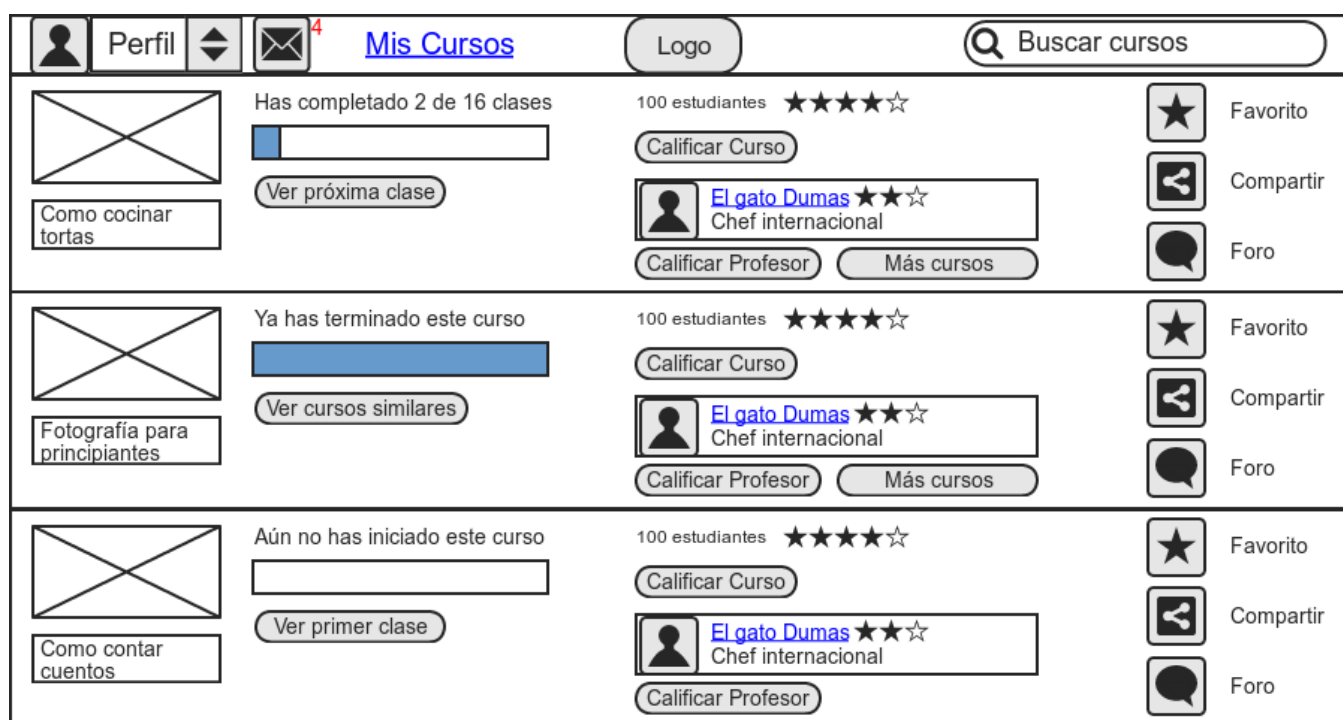 Perfil 4 Mis Cursos Logo Buscar cursos
Has completado 2 de 16 clases
Ver próxima clase
Como cocinar
tortas
100 estudiantes
Calificar Curso
El gato Dumas
Chef internacional
Calificar Profesor Más cursos
Favorito
Compartir
Foro
Ya has terminado este curso
Ver cursos similares
Fotografía para
principiantes
100 estudiantes
Calificar Curso
El gato Dumas
Chef internacional
Calificar Profesor Más cursos
Favorito
Compartir
Foro
Aún no has iniciado este curso
Ver primer clase
Como contar
cuentos
100 estudiantes
Calificar Curso
El gato Dumas
Chef internacional
Calificar Profesor
Favorito
Compartir
Foro